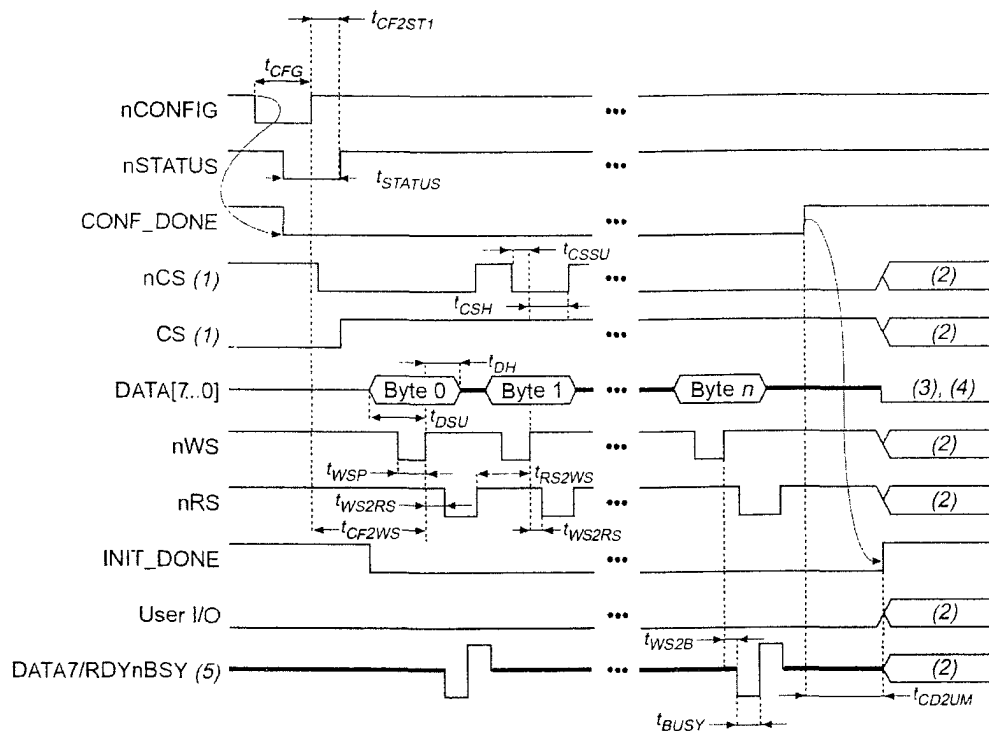 tCF2ST1
tCFG
nCONFIG
•••
nSTATUS
•••
tSTATUS
CONF_DONE
•••
tCSSU
nCS (1)
•••
(2)
tCSH
CS (1)
•••
(2)
tDH
DATA[7...0]
Byte 0
Byte 1
•••
Byte n
(3), (4)
tDSU
nWS
•••
(2)
tWSP
tRS2WS
nRS
•••
(2)
tWS2RS
tWS2RS
tCF2WS
INIT_DONE
•••
User I/O
•••
(2)
tWS2B
DATA7/RDYnBSY (5)
•••
(2)
tCD2UM
tBUSY